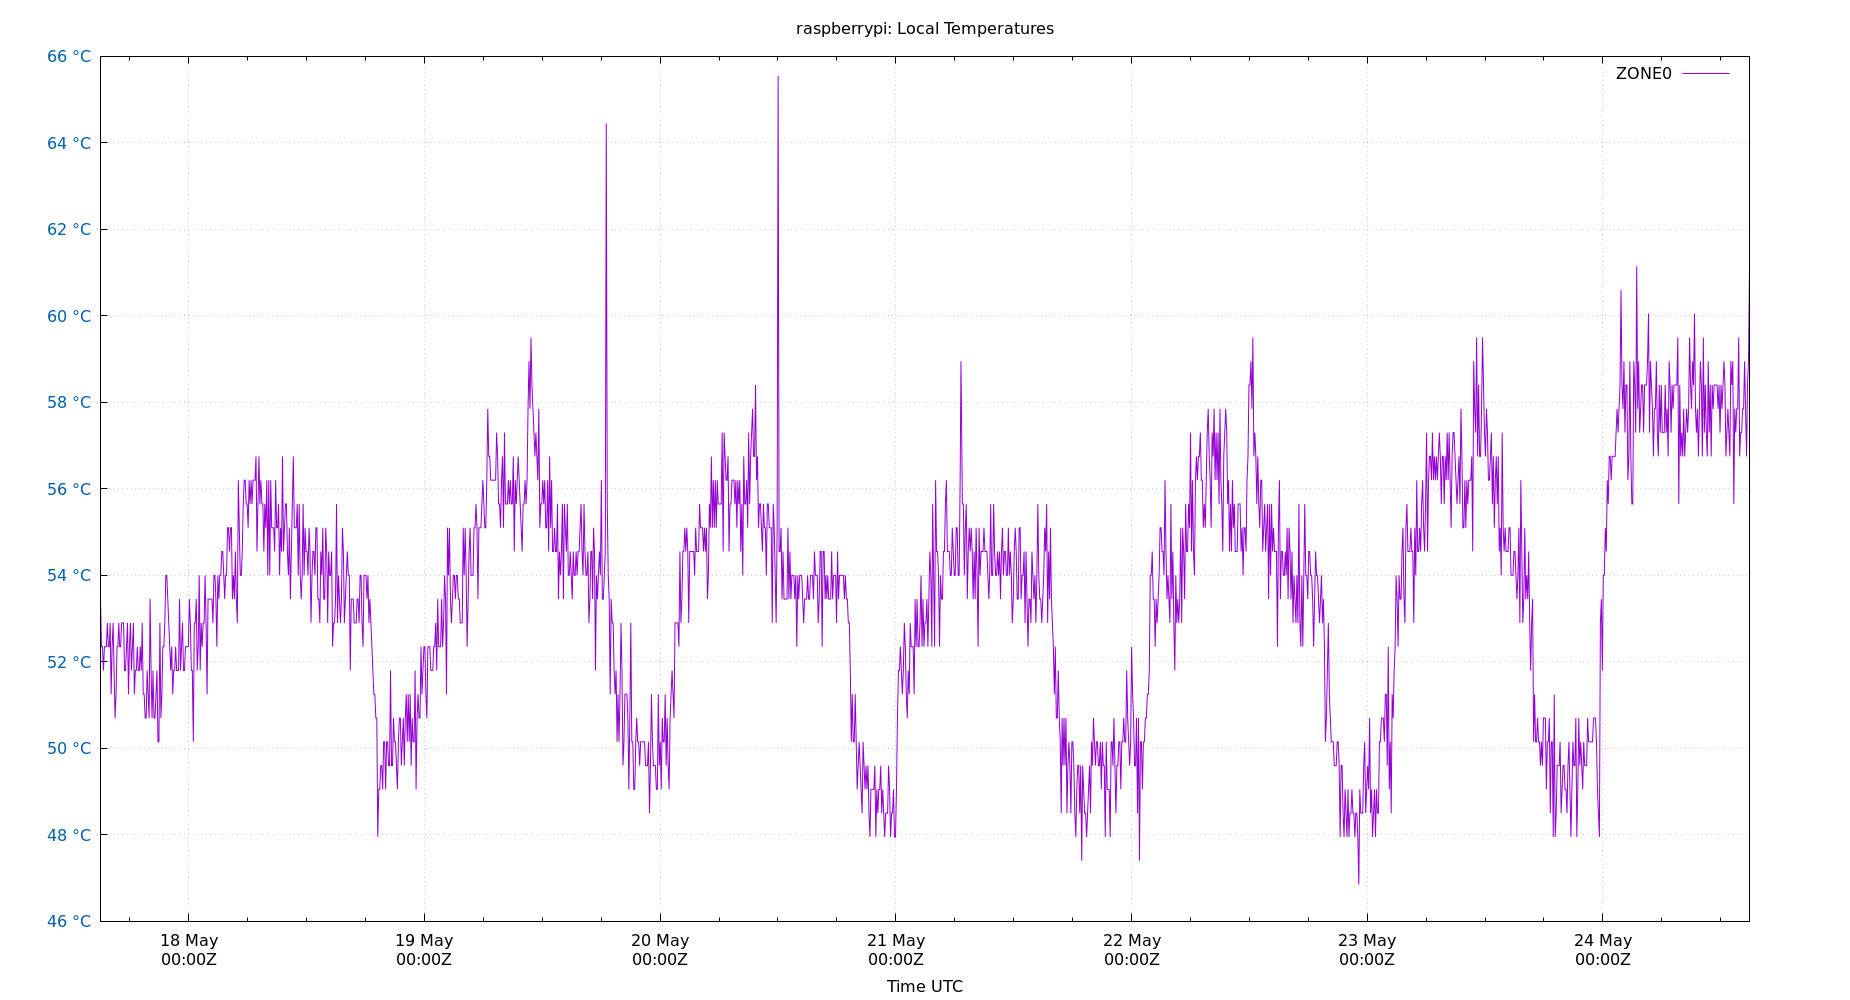 raspberrypi: Local Temperatures
66 °C
64 °C
62 °C
60 °C
58 °C
56 °C
54 °C
52 °C
50 °C
48 °C
46 °C
ZONE0
18 May 19 May 20 May 21 May 22 May 23 May 24 May
00:00Z 00:00Z 00:00Z 00:00Z 00:00Z 00:00Z 00:00Z
Time UTC